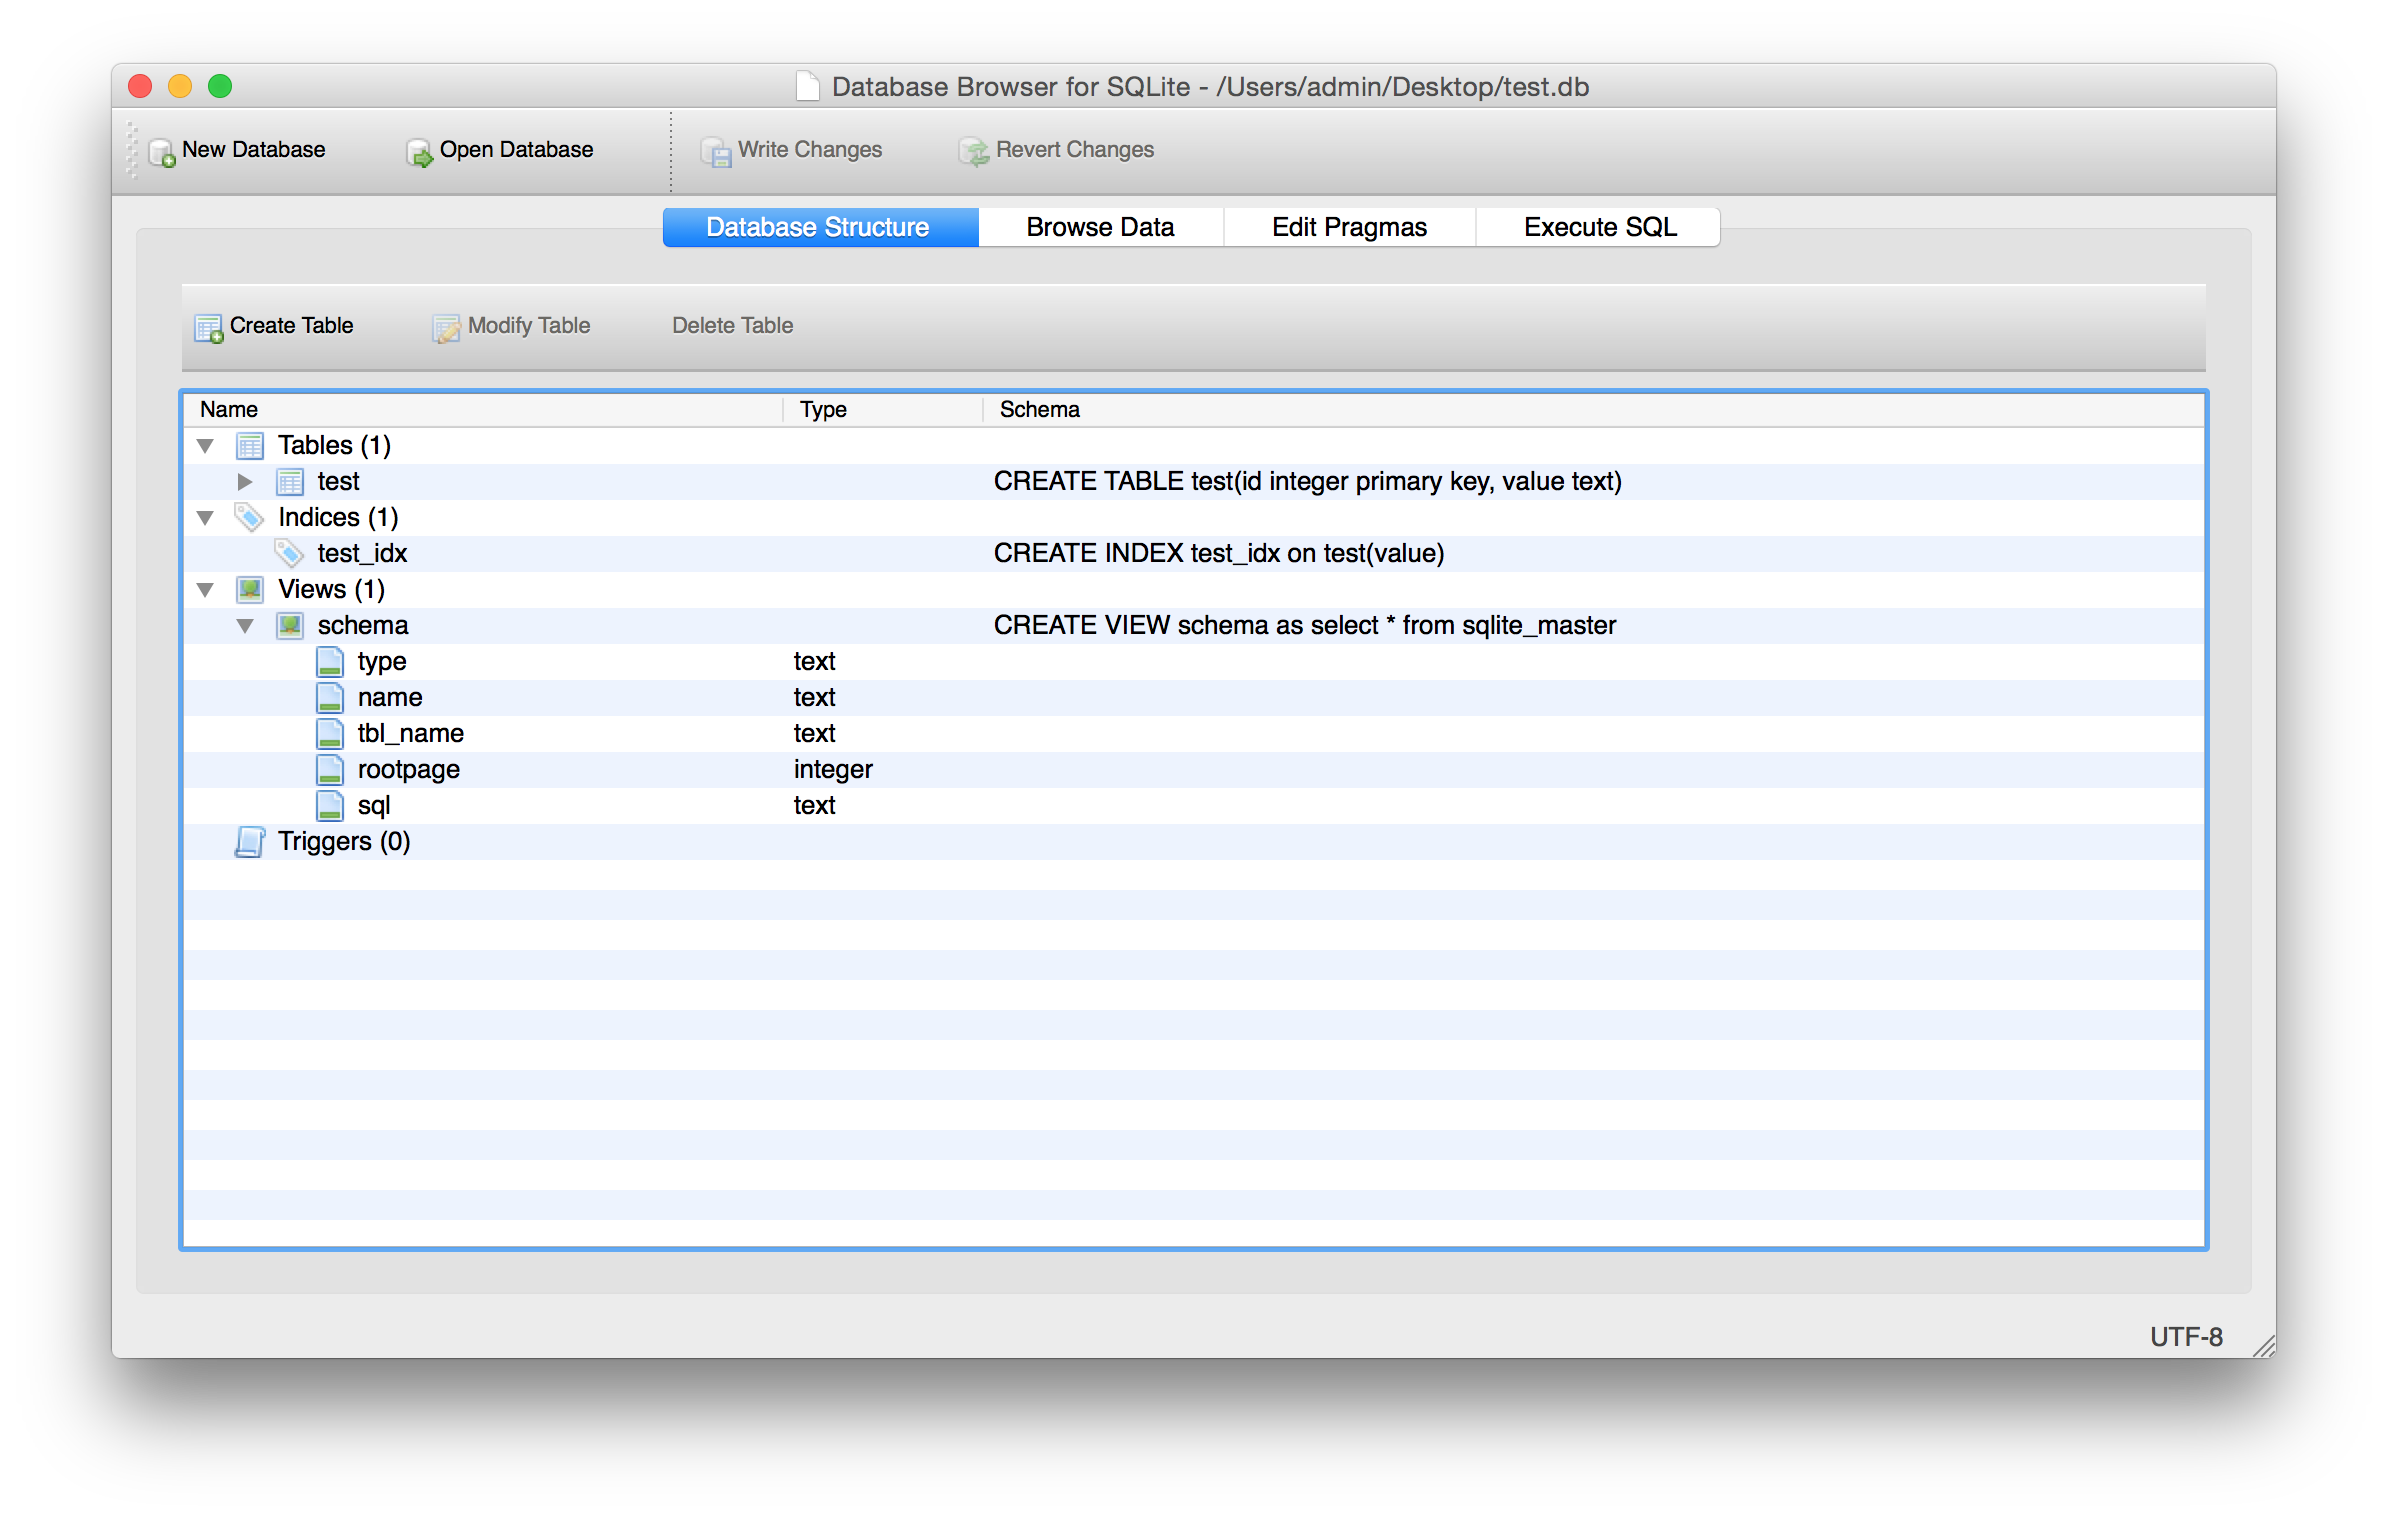 Database Browser for SQLite - /Users/admin/Desktop/test.db
New Database Open Database Write Changes Revert Changes
Database Structure Browse Data Edit Pragmas Execute SQL
Create Table Modify Table Delete Table
Name Type Schema
Tables (1)
test CREATE TABLE test(id integer primary key, value text)
Indices (1)
test_idx CREATE INDEX test_idx on test(value)
Views (1)
schema CREATE VIEW schema as select * from sqlite_master
type text
name text
tbl_name text
rootpage integer
sql text
Triggers (0)
UTF-8